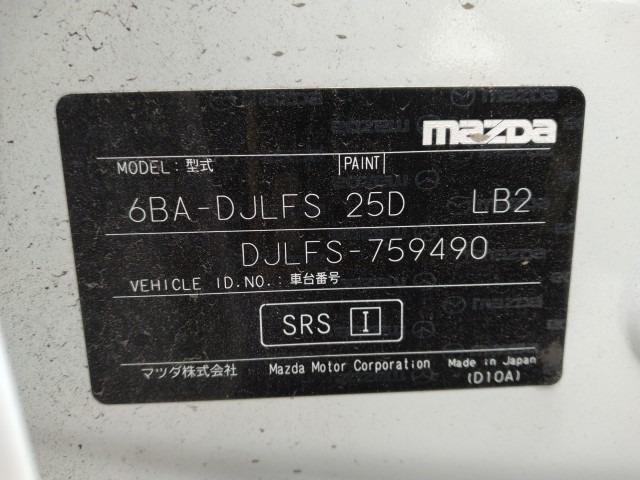 mazda
MODEL: 型式 PAINT
6BA-DJLFS 25D LB2
DJLFS-759490
VEHICLE ID.NO.: 車台番号
SRS I
マツダ株式会社 Mazda Motor Corporation Made in Japan
(D10A)